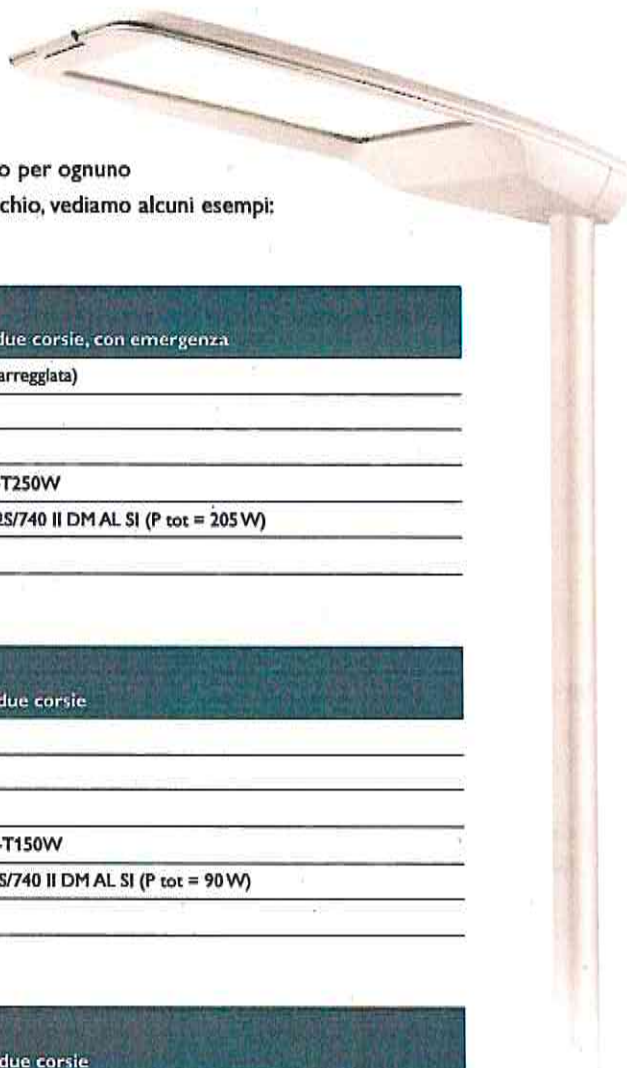 o per ognuno
chio, vediamo alcuni esempi:
due corsie, con emergenza
arreggiata)
-T250W
2S/740 II DM AL SI (P tot = 205 W)
due corsie
-T150W
S/740 II DM AL SI (P tot = 90 W)
due corsie